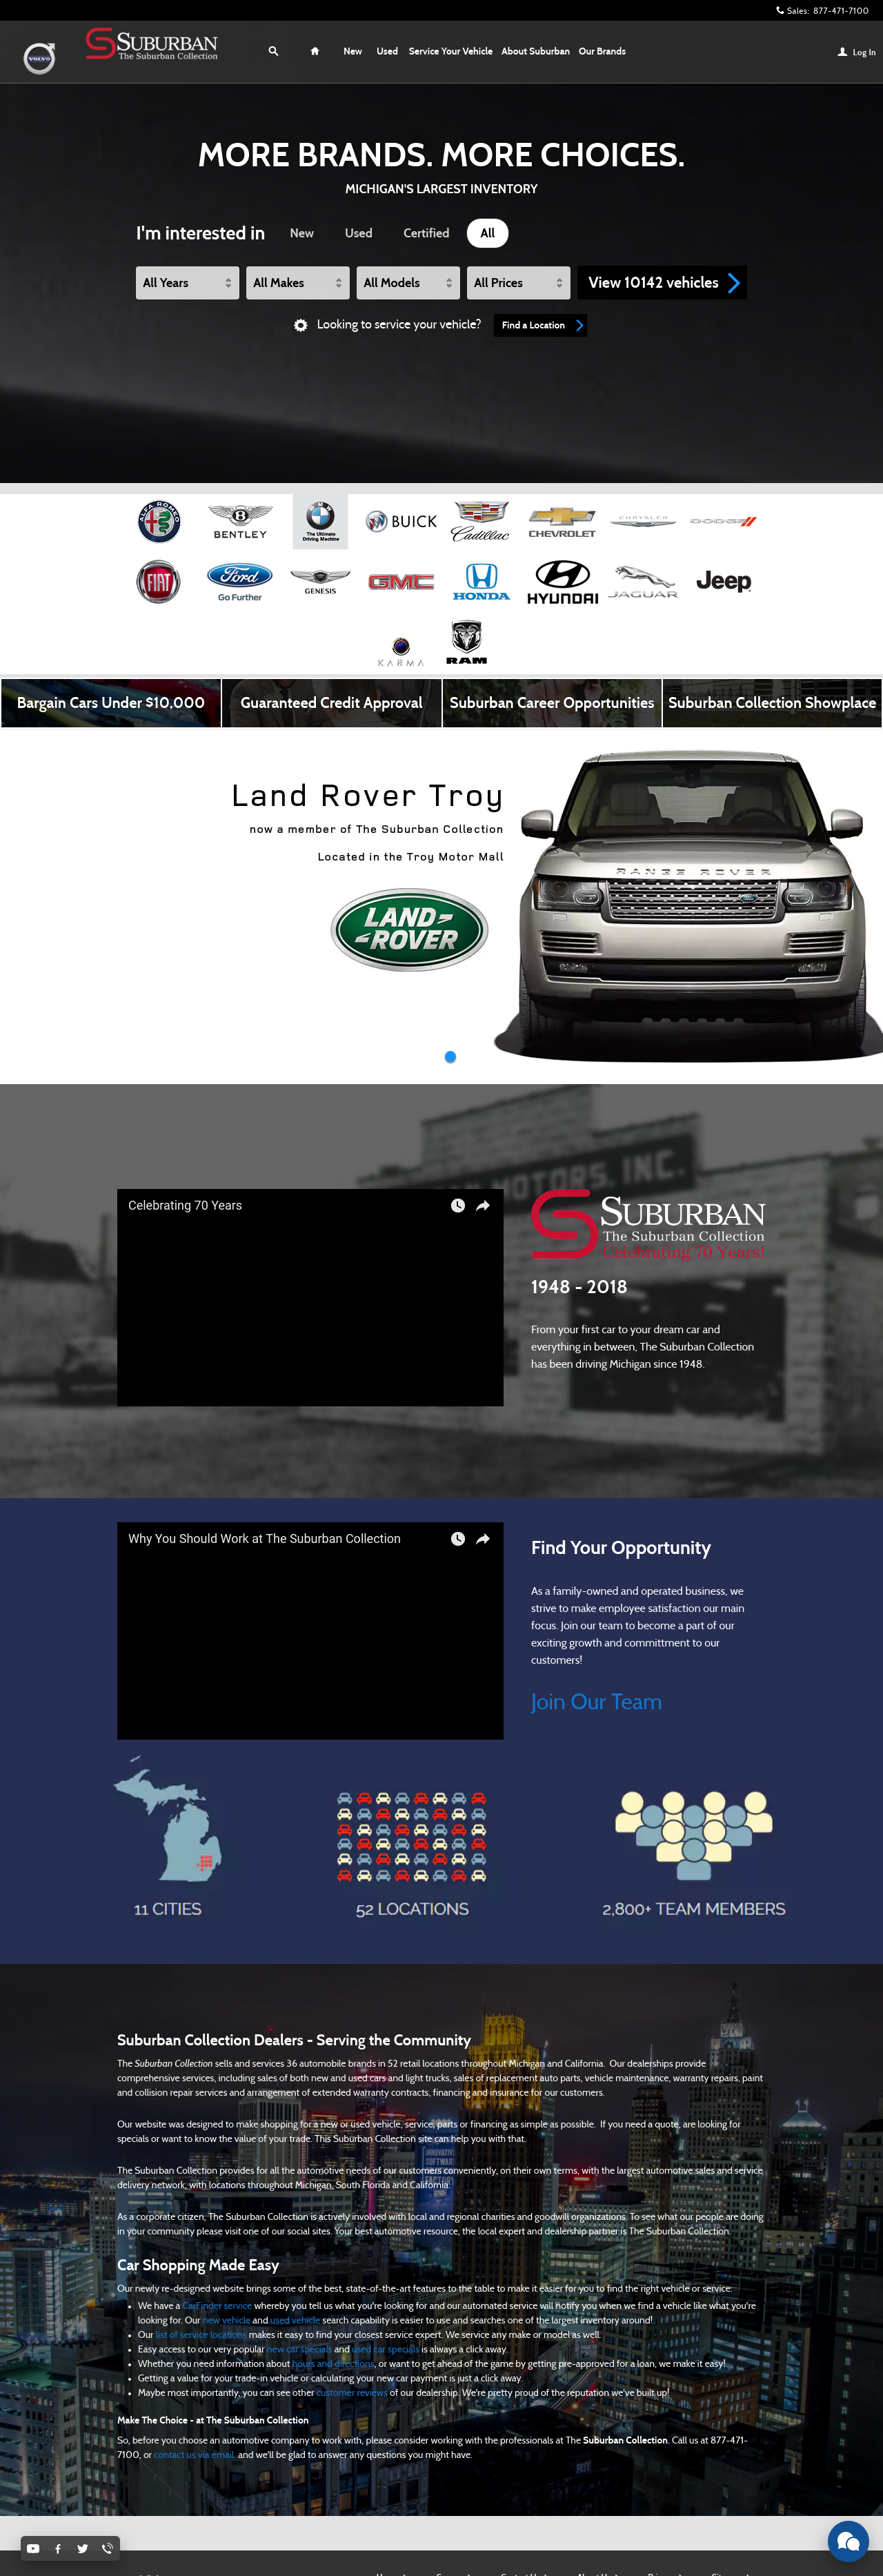 Sales: 877-471-7100
VOLVO
SUBURBAN
The Suburban Collection
New
Used
Service Your Vehicle
About Suburban
Our Brands
Log In
MORE BRANDS. MORE CHOICES.
MICHIGAN'S LARGEST INVENTORY
I'm interested in
New
Used
Certified
All
All Years
All Makes
All Models
All Prices
View 10142 vehicles
Looking to service your vehicle?
Find a Location
ALFA ROMEO
BENTLEY
BMW
The Ultimate
Driving Machine
BUICK
Cadillac
CHEVROLET
CHRYSLER
DODGE
FIAT
Ford
Go Further
GENESIS
GMC
HONDA
HYUNDAI
JAGUAR
Jeep
KARMA
RAM
Bargain Cars Under $10,000
Guaranteed Credit Approval
Suburban Career Opportunities
Suburban Collection Showplace
Land Rover Troy
now a member of The Suburban Collection
Located in the Troy Motor Mall
LAND ROVER
RANGE ROVER
MOTORS INC.
Celebrating 70 Years
SUBURBAN
The Suburban Collection
Celebrating 70 Years!
1948 - 2018
From your first car to your dream car and
everything in between, The Suburban Collection
has been driving Michigan since 1948.
Why You Should Work at The Suburban Collection
Find Your Opportunity
As a family-owned and operated business, we
strive to make employee satisfaction our main
focus. Join our team to become a part of our
exciting growth and committment to our
customers!
Join Our Team
11 CITIES
52 LOCATIONS
2,800+ TEAM MEMBERS
Suburban Collection Dealers - Serving the Community
The Suburban Collection sells and services 36 automobile brands in 52 retail locations throughout Michigan and California. Our dealerships provide
comprehensive services, including sales of both new and used cars and light trucks, sales of replacement auto parts, vehicle maintenance, warranty repairs, paint
and collision repair services and arrangement of extended warranty contracts, financing and insurance for our customers.
Our website was designed to make shopping for a new or used vehicle, service, parts or financing as simple as possible. If you need a quote, are looking for
specials or want to know the value of your trade. This Suburban Collection site can help you with that.
The Suburban Collection provides for all the automotive needs of our customers conveniently, on their own terms, with the largest automotive sales and service
delivery network, with locations throughout Michigan, South Florida and California.
As a corporate citizen, The Suburban Collection is actively involved with local and regional charities and goodwill organizations. To see what our people are doing
in your community please visit one of our social sites. Your best automotive resource, the local expert and dealership partner is The Suburban Collection.
Car Shopping Made Easy
Our newly re-designed website brings some of the best, state-of-the-art features to the table to make it easier for you to find the right vehicle or service:
• We have a CarFinder service whereby you tell us what you're looking for and our automated service will notify you when we find a vehicle like what you're
looking for. Our new vehicle and used vehicle search capability is easier to use and searches one of the largest inventory around!
• Our list of service locations makes it easy to find your closest service expert. We service any make or model as well.
• Easy access to our very popular new car specials and used car specials is always a click away.
• Whether you need information about hours and directions, or want to get ahead of the game by getting pre-approved for a loan, we make it easy!
• Getting a value for your trade-in vehicle or calculating your new car payment is just a click away.
• Maybe most importantly, you can see other customer reviews of our dealership. We're pretty proud of the reputation we've built up!
Make The Choice - at The Suburban Collection
So, before you choose an automotive company to work with, please consider working with the professionals at The Suburban Collection. Call us at 877-471-
7100, or contact us via email, and we'll be glad to answer any questions you might have.